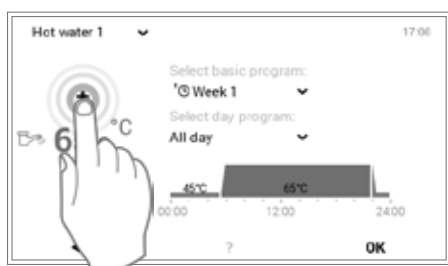 Hot water 1 17:06
Select basic program:
Week 1
Select day program:
6 °C
All day
45°C 65°C
00:00 12:00 24:00
? OK